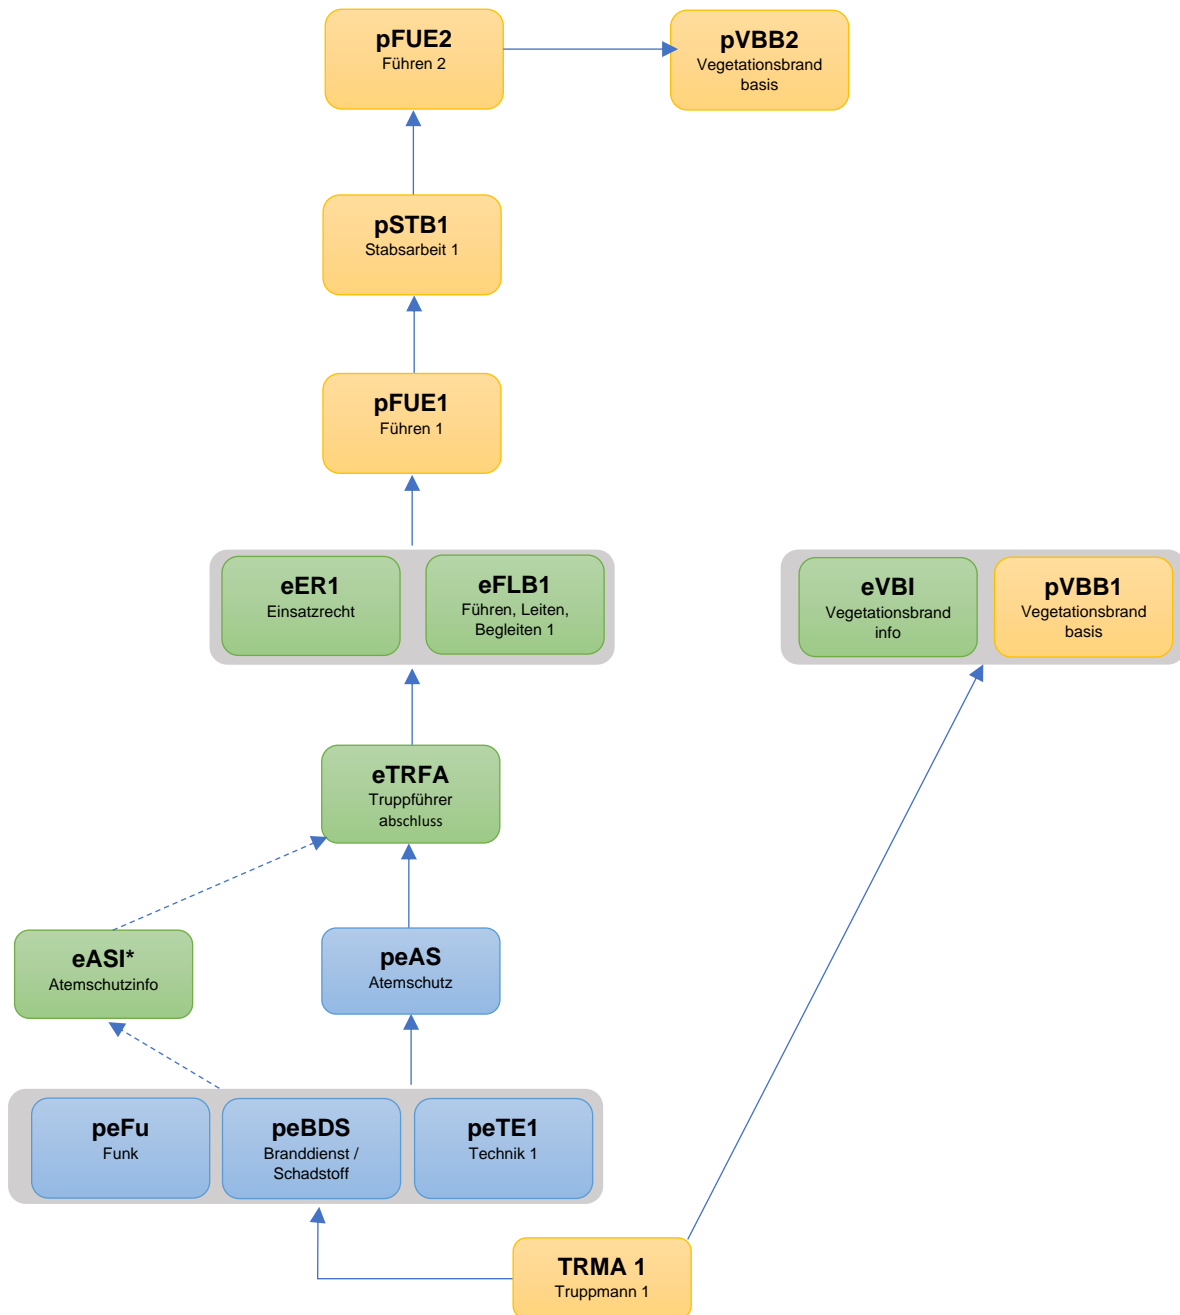 pFUE2
Führen 2
pVBB2
Vegetationsbrand
basis
pSTB1
Stabsarbeit 1
pFUE1
Führen 1
eER1
Einsatzrecht
eFLB1
Führen, Leiten,
Begleiten 1
eVBI
Vegetationsbrand
info
pVBB1
Vegetationsbrand
basis
eTRFA
Truppführer
abschluss
eASI*
Atemschutzinfo
peAS
Atemschutz
peFu
Funk
peBDS
Branddienst /
Schadstoff
peTE1
Technik 1
TRMA 1
Truppmann 1